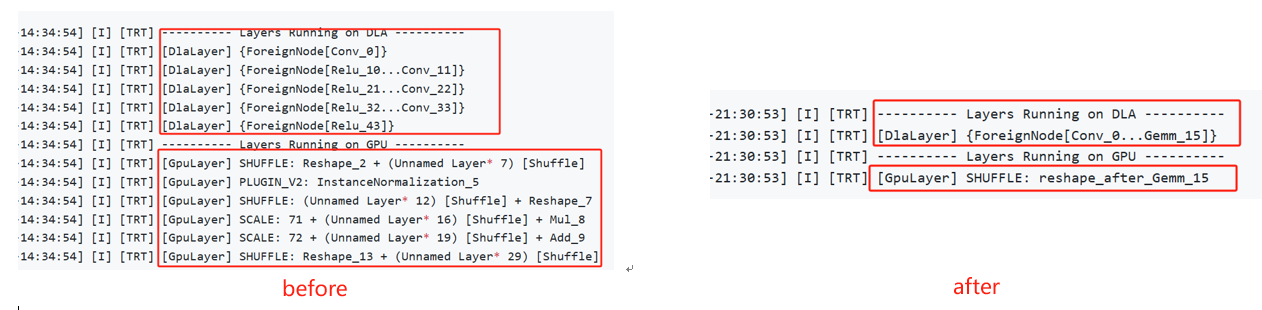 -14:34:54] [I] [TRT] ---------- Layers Running on DLA ----------
-14:34:54] [I] [TRT] [DlaLayer] {ForeignNode[Conv_0]}
-14:34:54] [I] [TRT] [DlaLayer] {ForeignNode[Relu_10...Conv_11]}
-14:34:54] [I] [TRT] [DlaLayer] {ForeignNode[Relu_21...Conv_22]}
-14:34:54] [I] [TRT] [DlaLayer] {ForeignNode[Relu_32...Conv_33]}
-14:34:54] [I] [TRT] [DlaLayer] {ForeignNode[Relu_43]}
-14:34:54] [I] [TRT] ---------- Layers Running on GPU ----------
-14:34:54] [I] [TRT] [GpuLayer] SHUFFLE: Reshape_2 + (Unnamed Layer* 7) [Shuffle]
-14:34:54] [I] [TRT] [GpuLayer] PLUGIN_V2: InstanceNormalization_5
-14:34:54] [I] [TRT] [GpuLayer] SHUFFLE: (Unnamed Layer* 12) [Shuffle] + Reshape_7
-14:34:54] [I] [TRT] [GpuLayer] SCALE: 71 + (Unnamed Layer* 16) [Shuffle] + Mul_8
-14:34:54] [I] [TRT] [GpuLayer] SCALE: 72 + (Unnamed Layer* 19) [Shuffle] + Add_9
-14:34:54] [I] [TRT] [GpuLayer] SHUFFLE: Reshape_13 + (Unnamed Layer* 29) [Shuffle]
before
-21:30:53] [I] [TRT] ---------- Layers Running on DLA ----------
-21:30:53] [I] [TRT] [DlaLayer] {ForeignNode[Conv_0...Gemm_15]}
-21:30:53] [I] [TRT] ---------- Layers Running on GPU ----------
-21:30:53] [I] [TRT] [GpuLayer] SHUFFLE: reshape_after_Gemm_15
after